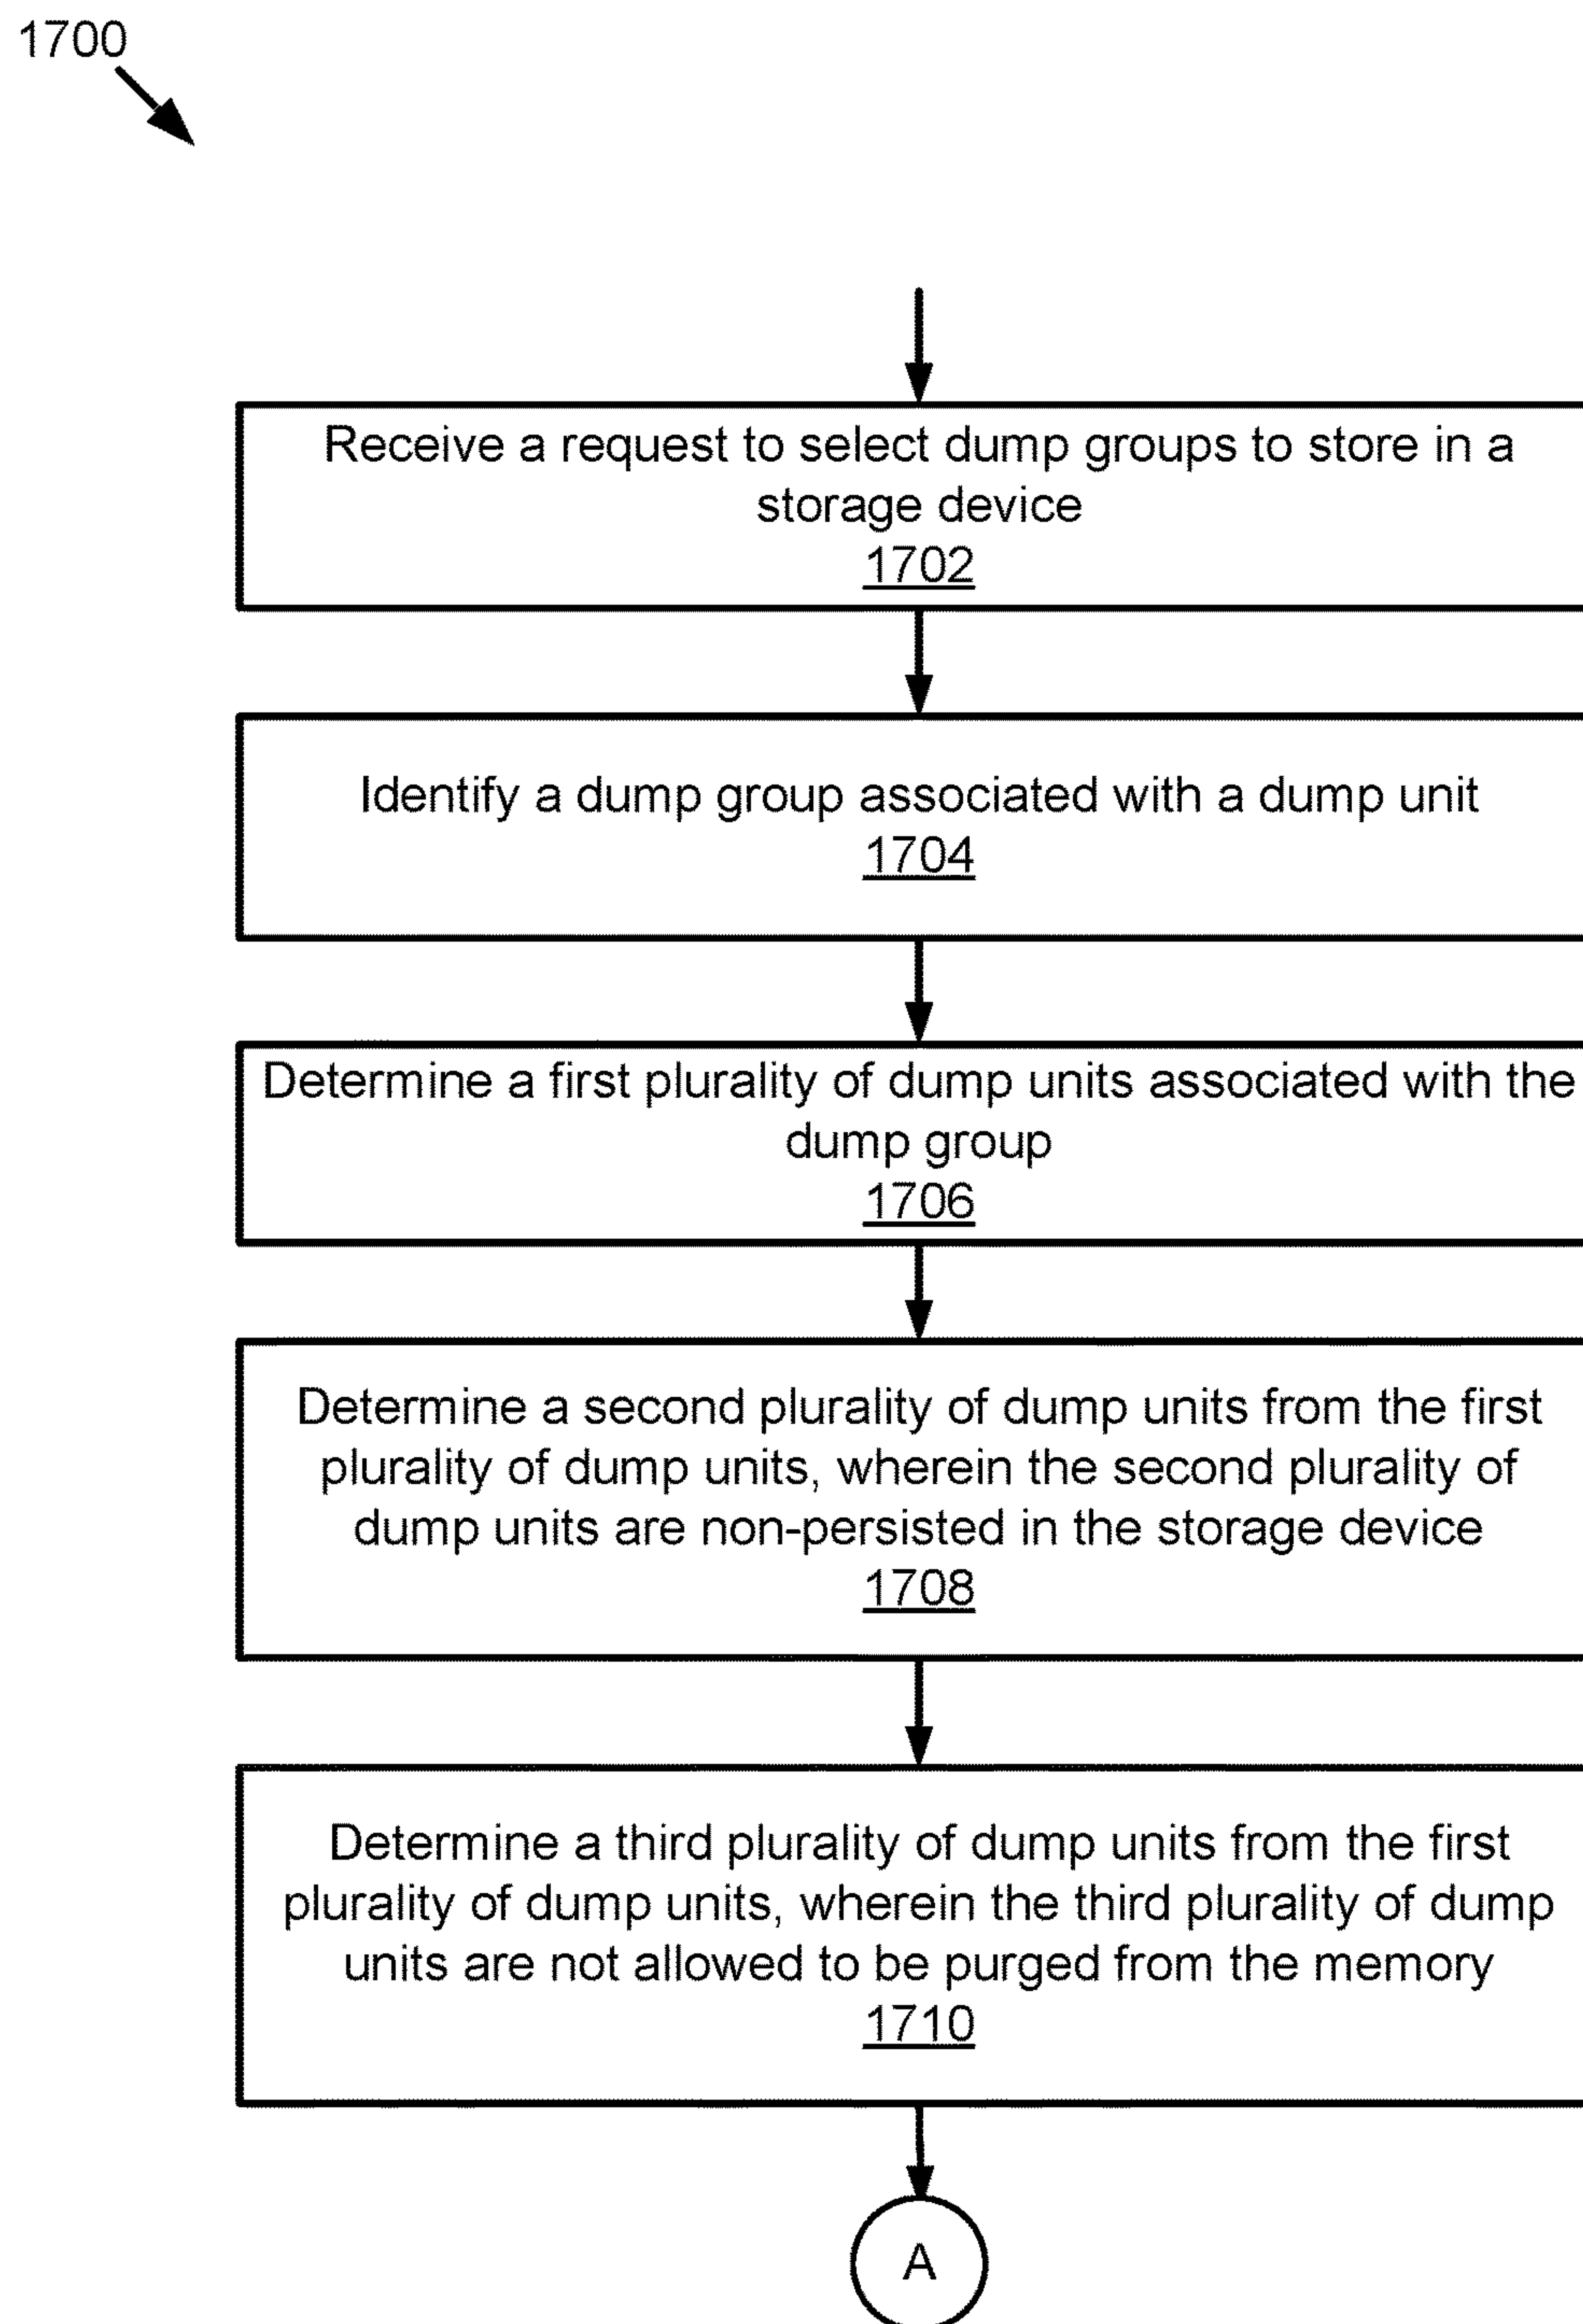 1700
Receive a request to select dump groups to store in a
storage device
1702
Identify a dump group associated with a dump unit
1704
Determine a first plurality of dump units associated with the
dump group
1706
Determine a second plurality of dump units from the first
plurality of dump units, wherein the second plurality of
dump units are non-persisted in the storage device
1708
Determine a third plurality of dump units from the first
plurality of dump units, wherein the third plurality of dump
units are not allowed to be purged from the memory
1710
A